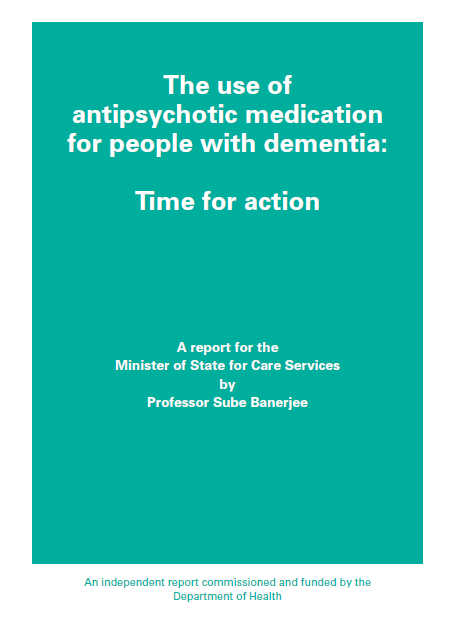 The use of
antipsychotic medication
for people with dementia:
Time for action
A report for the
Minister of State for Care Services
by
Professor Sube Banerjee
An independent report commissioned and funded by the
Department of Health